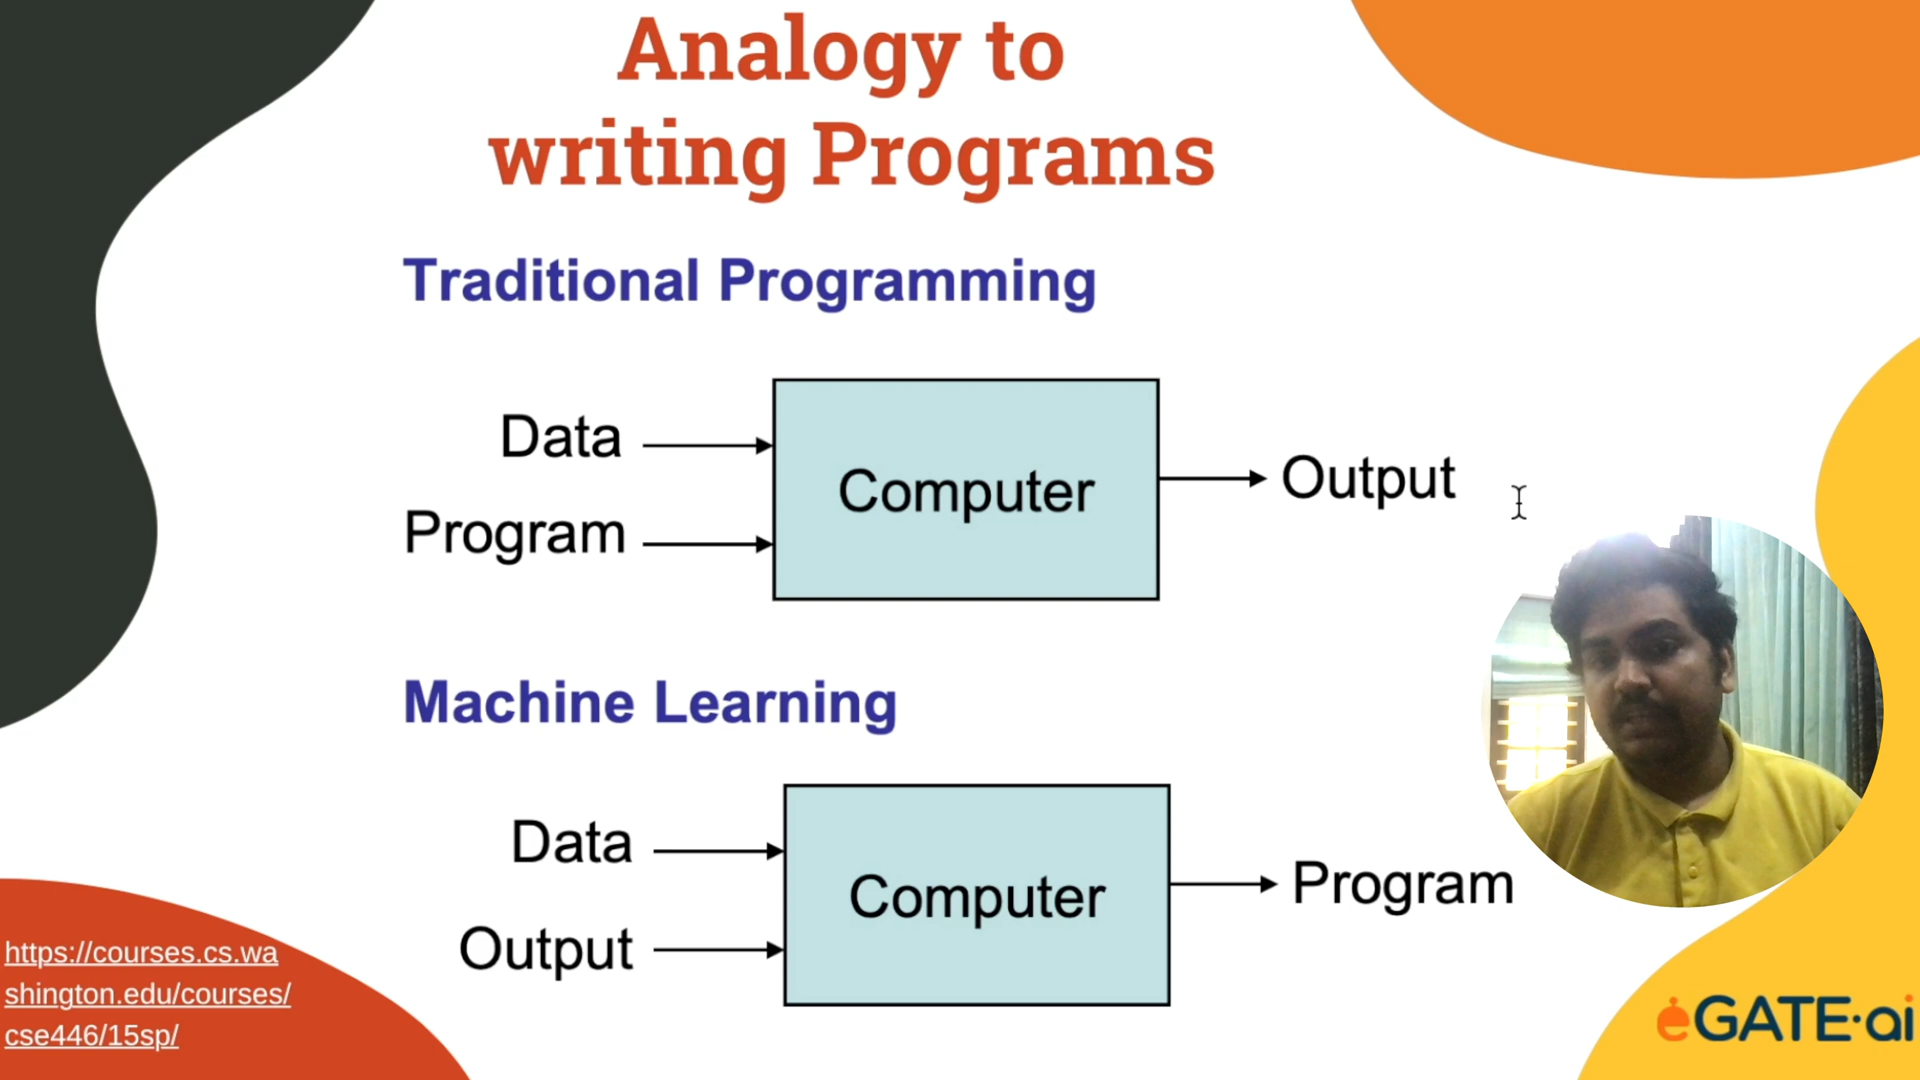 Analogy to
writing Programs
Traditional Programming
Data
Program
Computer
Output
Machine Learning
Data
Output
Computer
Program
https://courses.cs.wa
shington.edu/courses/
cse446/15sp/
eGATE·ai